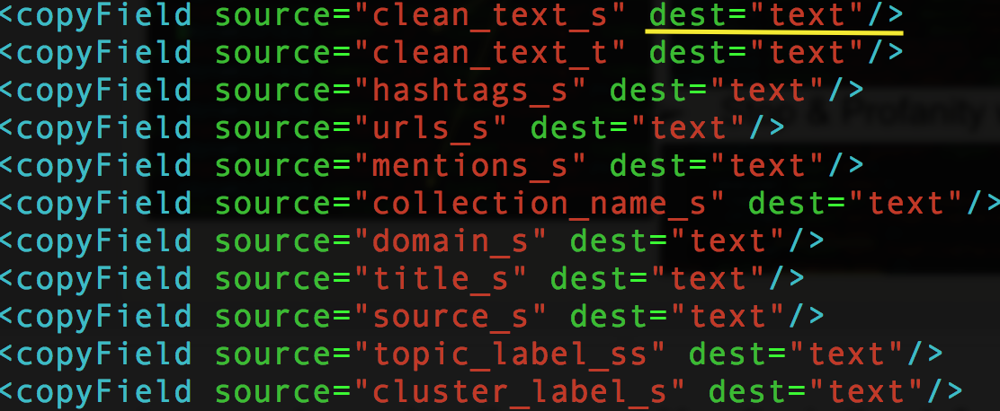 <copyField source="clean_text_s" dest="text"/>
<copyField source="clean_text_t" dest="text"/>
<copyField source="hashtags_s" dest="text"/>
<copyField source="urls_s" dest="text"/>
<copyField source="mentions_s" dest="text"/>
<copyField source="collection_name_s" dest="text"/>
<copyField source="domain_s" dest="text"/>
<copyField source="title_s" dest="text"/>
<copyField source="source_s" dest="text"/>
<copyField source="topic_label_ss" dest="text"/>
<copyField source="cluster_label_s" dest="text"/>
& Profanity